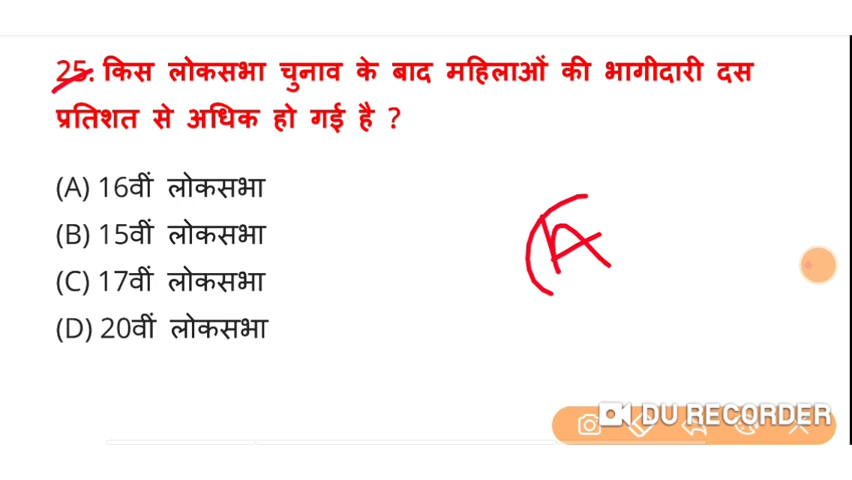 25. किस लोकसभा चुनाव के बाद महिलाओं की भागीदारी दस
प्रतिशत से अधिक हो गई है ?
(A) 16वीं लोकसभा
(B) 15वीं लोकसभा
(C) 17वीं लोकसभा
(D) 20वीं लोकसभा
(A
DU RECORDER